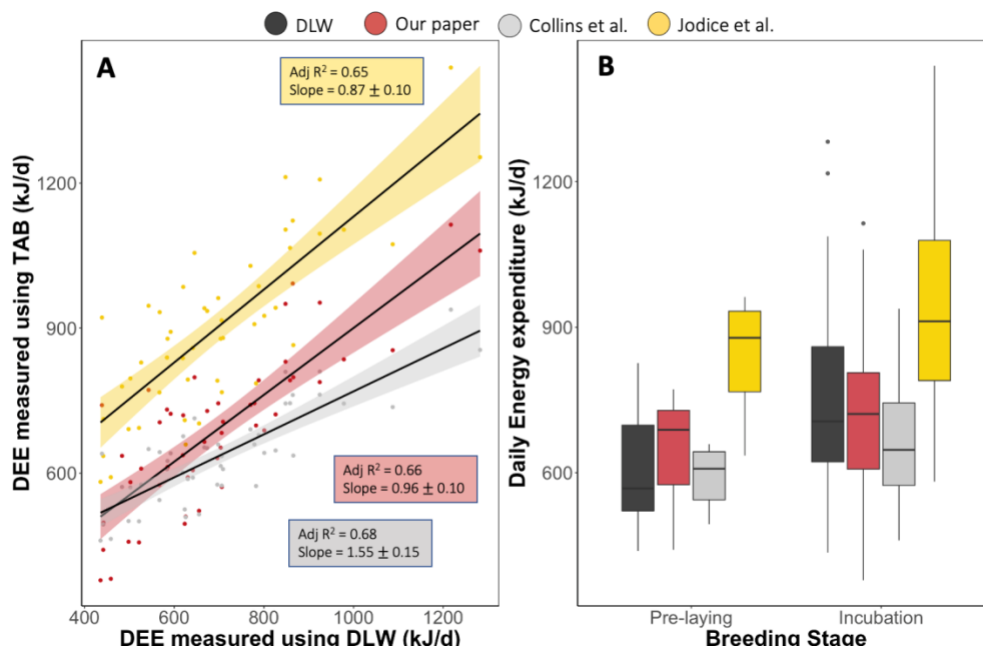 DLW Our paper Collins et al. Jodice et al.
A
Adj R² = 0.65
Slope = 0.87 ± 0.10
Adj R² = 0.66
Slope = 0.96 ± 0.10
Adj R² = 0.68
Slope = 1.55 ± 0.15
DEE measured using TAB (kJ/d)
1200
900
600
400 600 800 1000 1200
DEE measured using DLW (kJ/d)
B
Daily Energy expenditure (kJ/d)
1200
900
600
Pre-laying Incubation
Breeding Stage